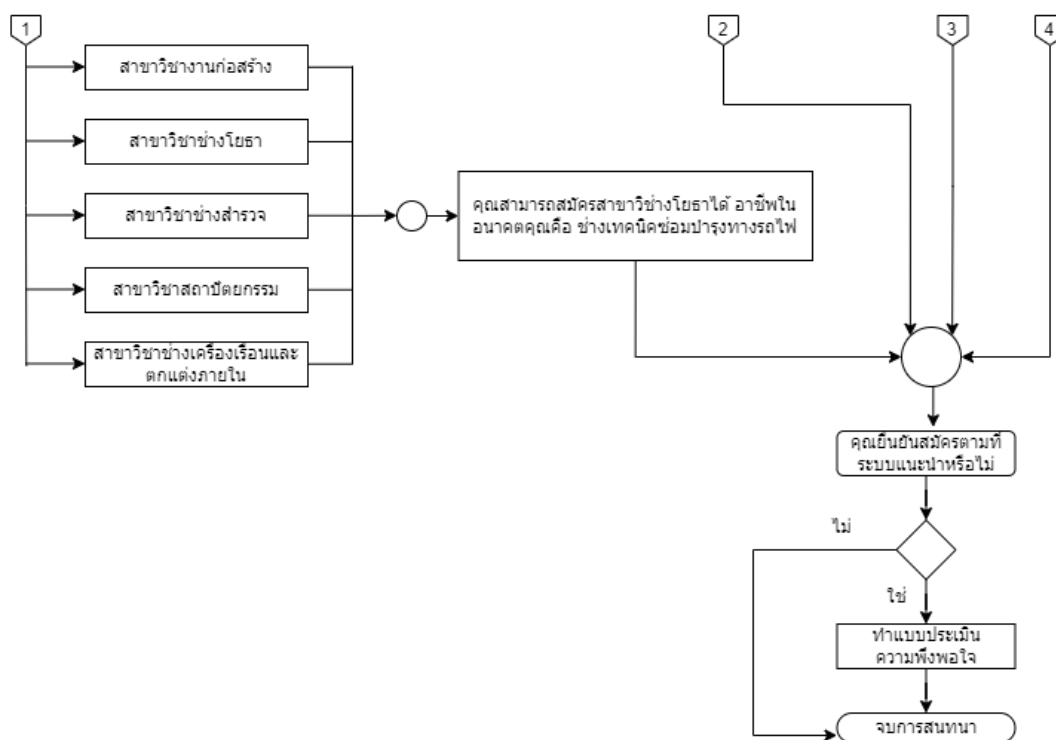 1
2
3
4
สาขาวิชางานก่อสร้าง
สาขาวิชาช่างโยธา
สาขาวิชาช่างสำรวจ
สาขาวิชาสถาปัตยกรรม
สาขาวิชาช่างเครื่องเรือนและ
ตกแต่งภายใน
คุณสามารถสมัครสาขาวิช่างโยธาได้ อาชีพใน
อนาคตคุณคือ ช่างเทคนิคซ่อมบำรุงทางรถไฟ
คุณยืนยันสมัครตามที่
ระบบแนะนำหรือไม่
ไม่
ใช่
ทำแบบประเมิน
ความพึงพอใจ
จบการสนทนา